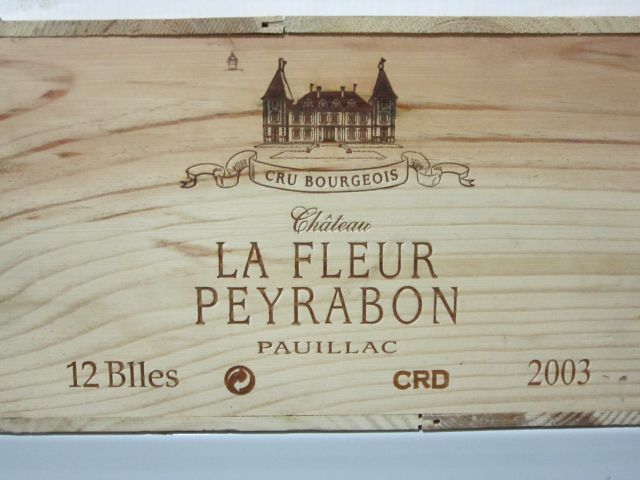 CRU BOURGEOIS
Château
LA FLEUR
PEYRABON
PAUILLAC
12 Blles CRD 2003